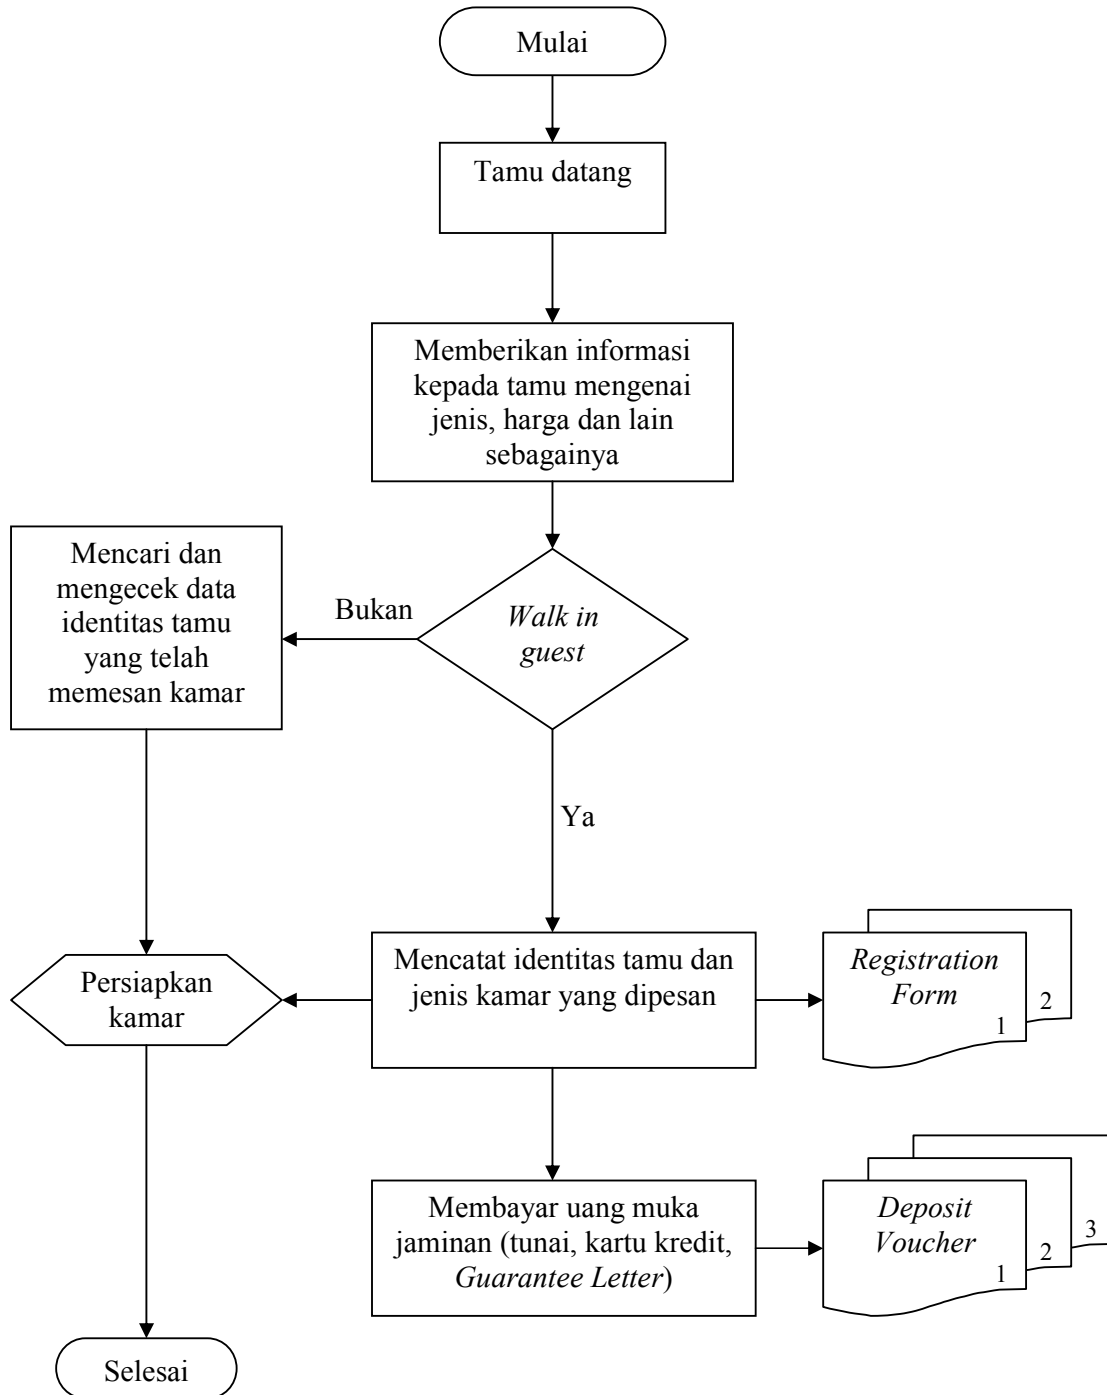 Mulai
Tamu datang
Memberikan informasi
kepada tamu mengenai
jenis, harga dan lain
sebagainya
Mencari dan
mengecek data
identitas tamu
yang telah
memesan kamar
Bukan
Walk in
guest
Ya
Persiapkan
kamar
Mencatat identitas tamu dan
jenis kamar yang dipesan
Registration
Form
1
2
Membayar uang muka
jaminan (tunai, kartu kredit,
Guarantee Letter)
Deposit
Voucher
1
2
3
Selesai